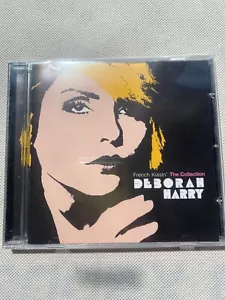 French Kissin' The Collection
DEBORAH
HARRY